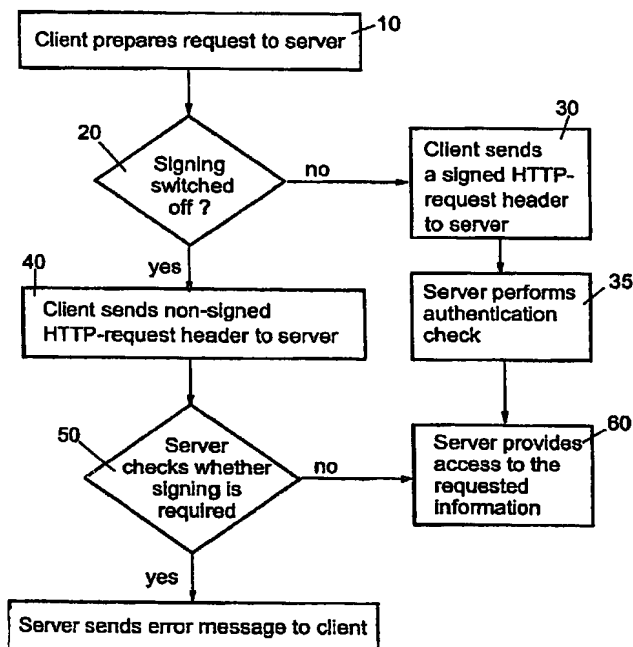 Client prepares request to server
10
20
Signing
switched
off ?
no
30
Client sends
a signed HTTP-
request header
to server
yes
40
Client sends non-signed
HTTP-request header to server
Server performs
authentication
check
35
50
Server
checks whether
signing is
required
no
Server provides
access to the
requested
information
60
yes
Server sends error message to client